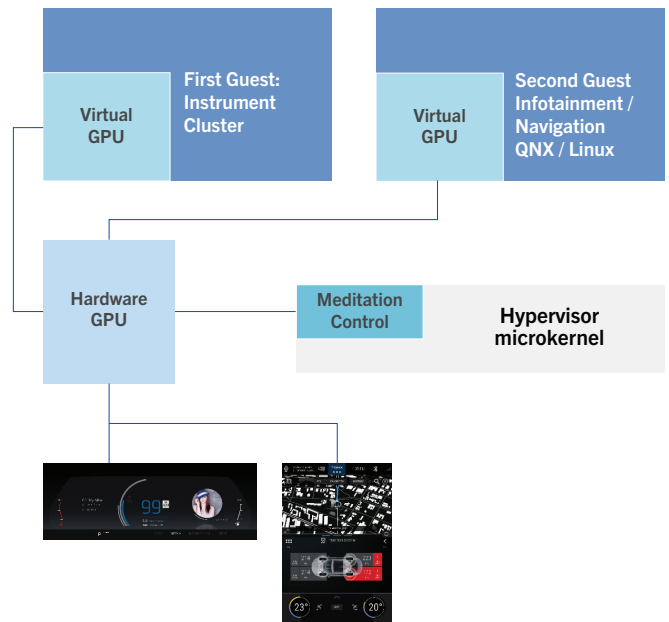 First Guest:
Instrument
Cluster
Virtual
GPU
Second Guest
Infotainment /
Navigation
QNX / Linux
Virtual
GPU
Hardware
GPU
Meditation
Control
Hypervisor
microkernel
99
23°
20°